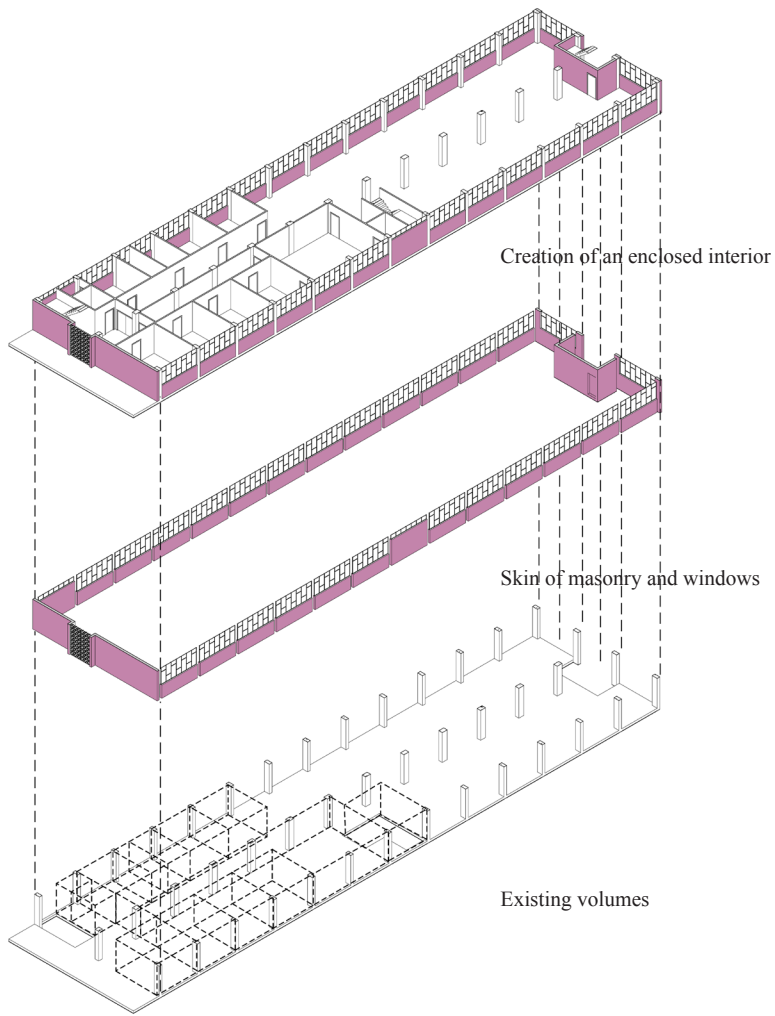 Creation of an enclosed interior
Skin of masonry and windows
Existing volumes